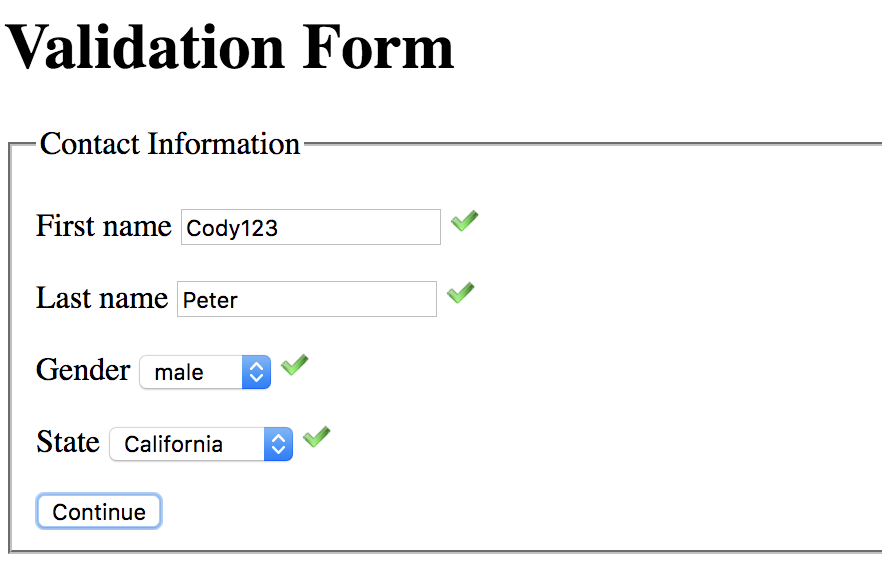 Validation Form
Contact Information
First name Cody123
Last name Peter
Gender male
State California
Continue